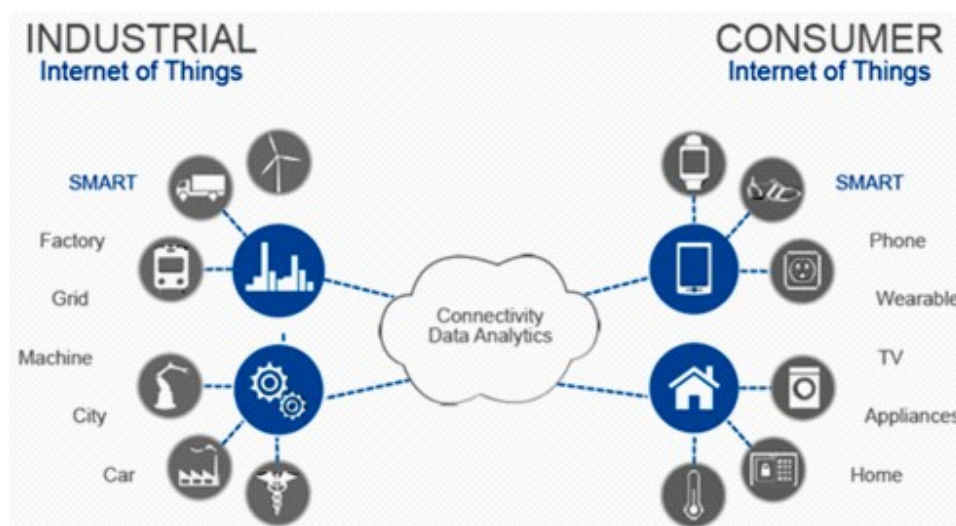 INDUSTRIAL
Internet of Things
CONSUMER
Internet of Things
SMART
Factory
Grid
Machine
City
Car
Connectivity
Data Analytics
SMART
Phone
Wearable
TV
Appliances
Home